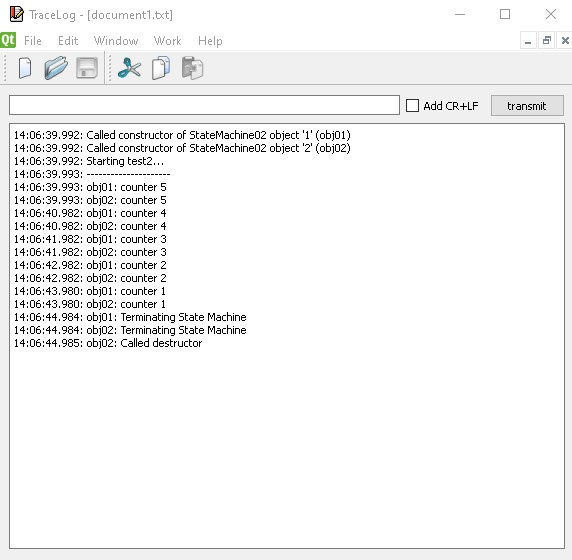 TraceLog - [document1.txt]
Qt File Edit Window Work Help
Add CR+LF transmit
14:06:39.992: Called constructor of StateMachine02 object '1' (obj01)
14:06:39.992: Called constructor of StateMachine02 object '2' (obj02)
14:06:39.992: Starting test2...
14:06:39.993: ---------------------
14:06:39.993: obj01: counter 5
14:06:39.993: obj02: counter 5
14:06:40.982: obj01: counter 4
14:06:40.982: obj02: counter 4
14:06:41.982: obj01: counter 3
14:06:41.982: obj02: counter 3
14:06:42.982: obj01: counter 2
14:06:42.982: obj02: counter 2
14:06:43.980: obj01: counter 1
14:06:43.980: obj02: counter 1
14:06:44.984: obj01: Terminating State Machine
14:06:44.984: obj02: Terminating State Machine
14:06:44.985: obj02: Called destructor